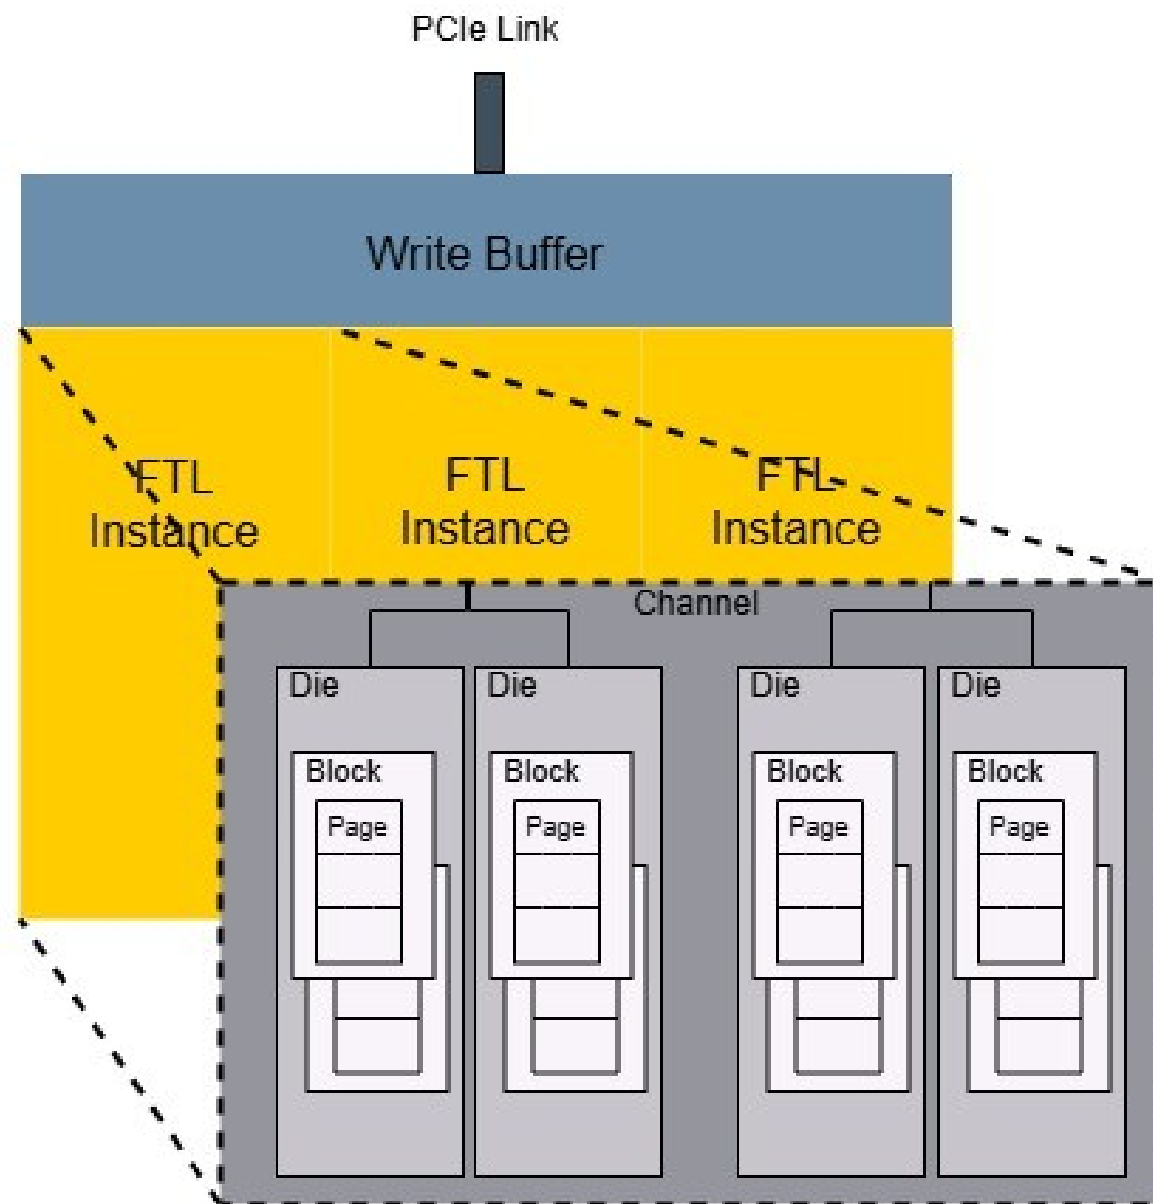 PCIe Link
Write Buffer
FTL
Instance
FTL
Instance
FTL
Instance
Channel
Die
Die
Die
Die
Block
Block
Block
Block
Page
Page
Page
Page